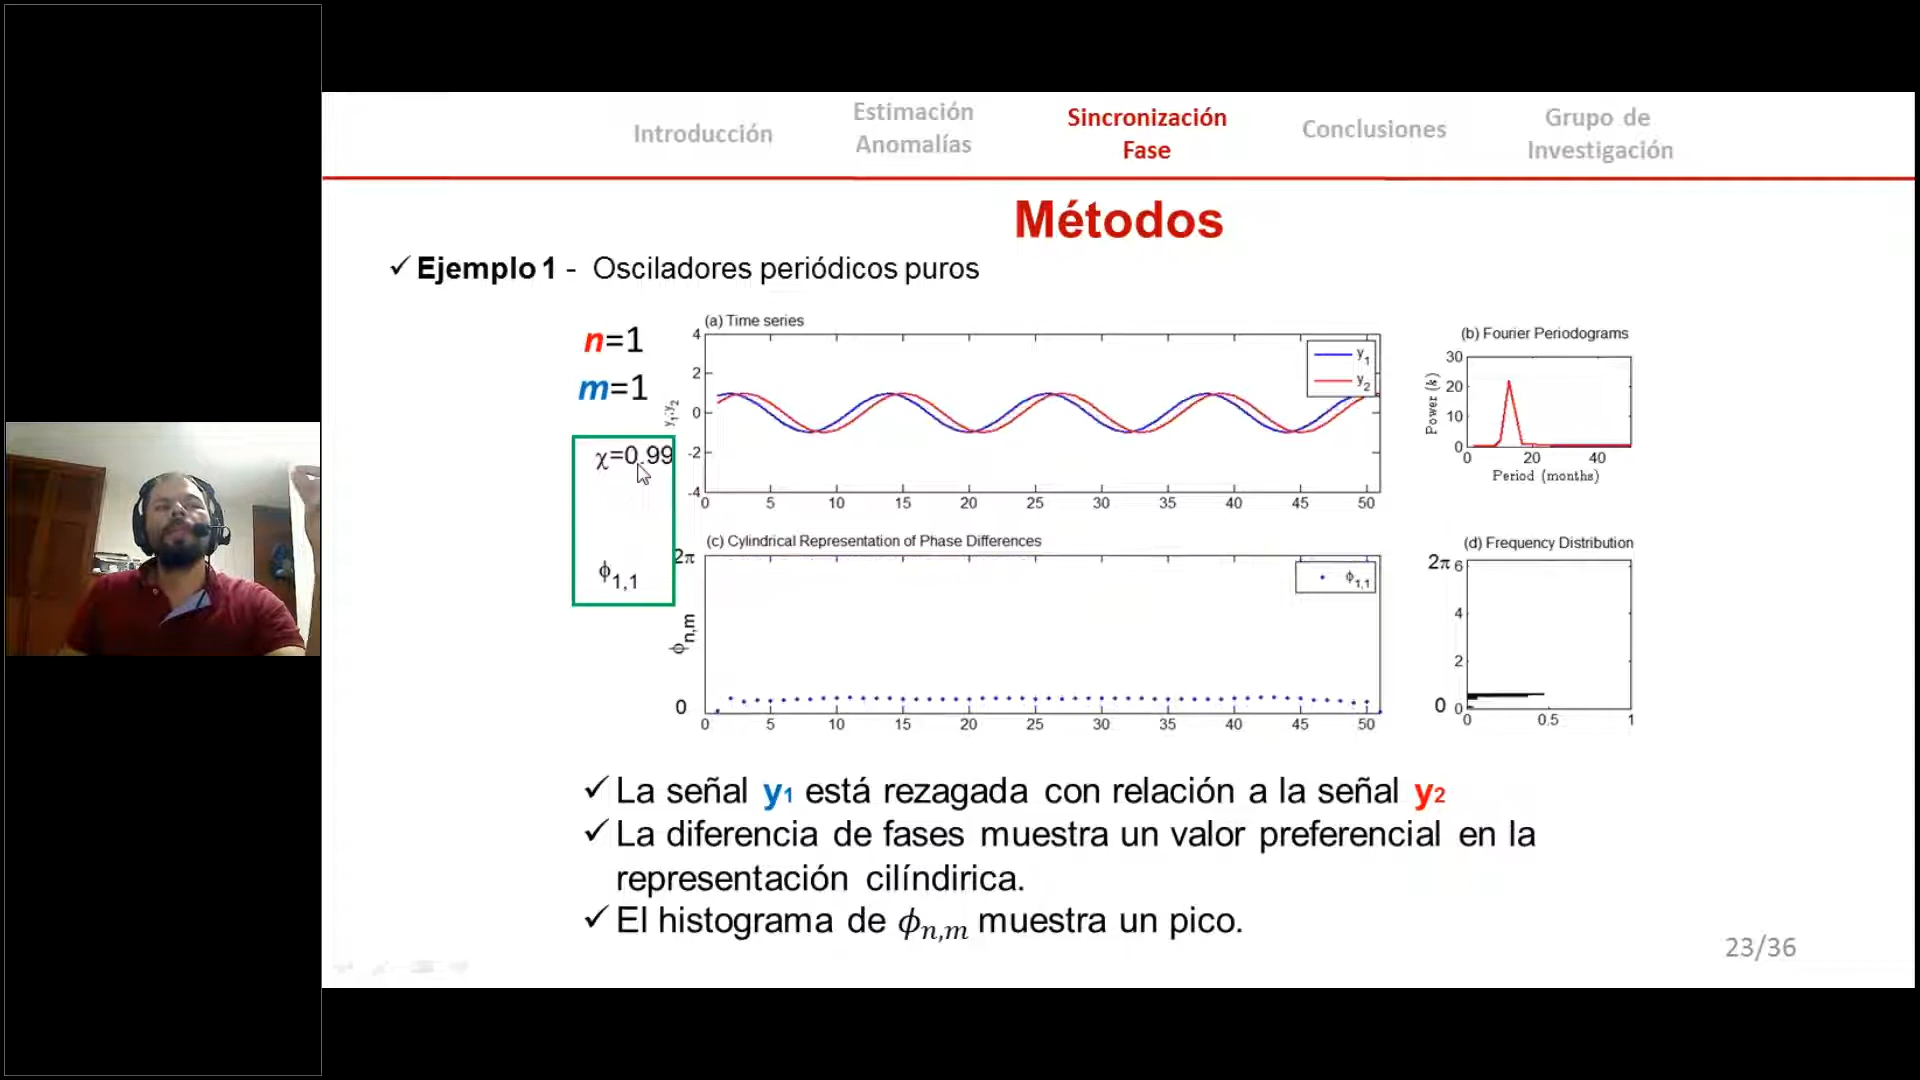 Introducción
Estimación
Anomalías
Sincronización
Fase
Conclusiones
Grupo de
Investigación
Métodos
✓ Ejemplo 1 - Osciladores periódicos puros
n=1
m=1
χ=0.99
ϕ1,1
(a) Time series
4
2
0
-2
-4
y1;y2
y1
y2
0 5 10 15 20 25 30 35 40 45 50
(b) Fourier Periodograms
30
20
10
0
Power (k)
0 20 40
Period (months)
(c) Cylindrical Representation of Phase Differences
2π
ϕn,m
0
ϕ1,1
0 5 10 15 20 25 30 35 40 45 50
(d) Frequency Distribution
2π 6
4
2
0 0
0 0.5 1
✓ La señal y1 está rezagada con relación a la señal y2
✓ La diferencia de fases muestra un valor preferencial en la
representación cilíndirica.
✓ El histograma de ϕn,m muestra un pico.
23/36